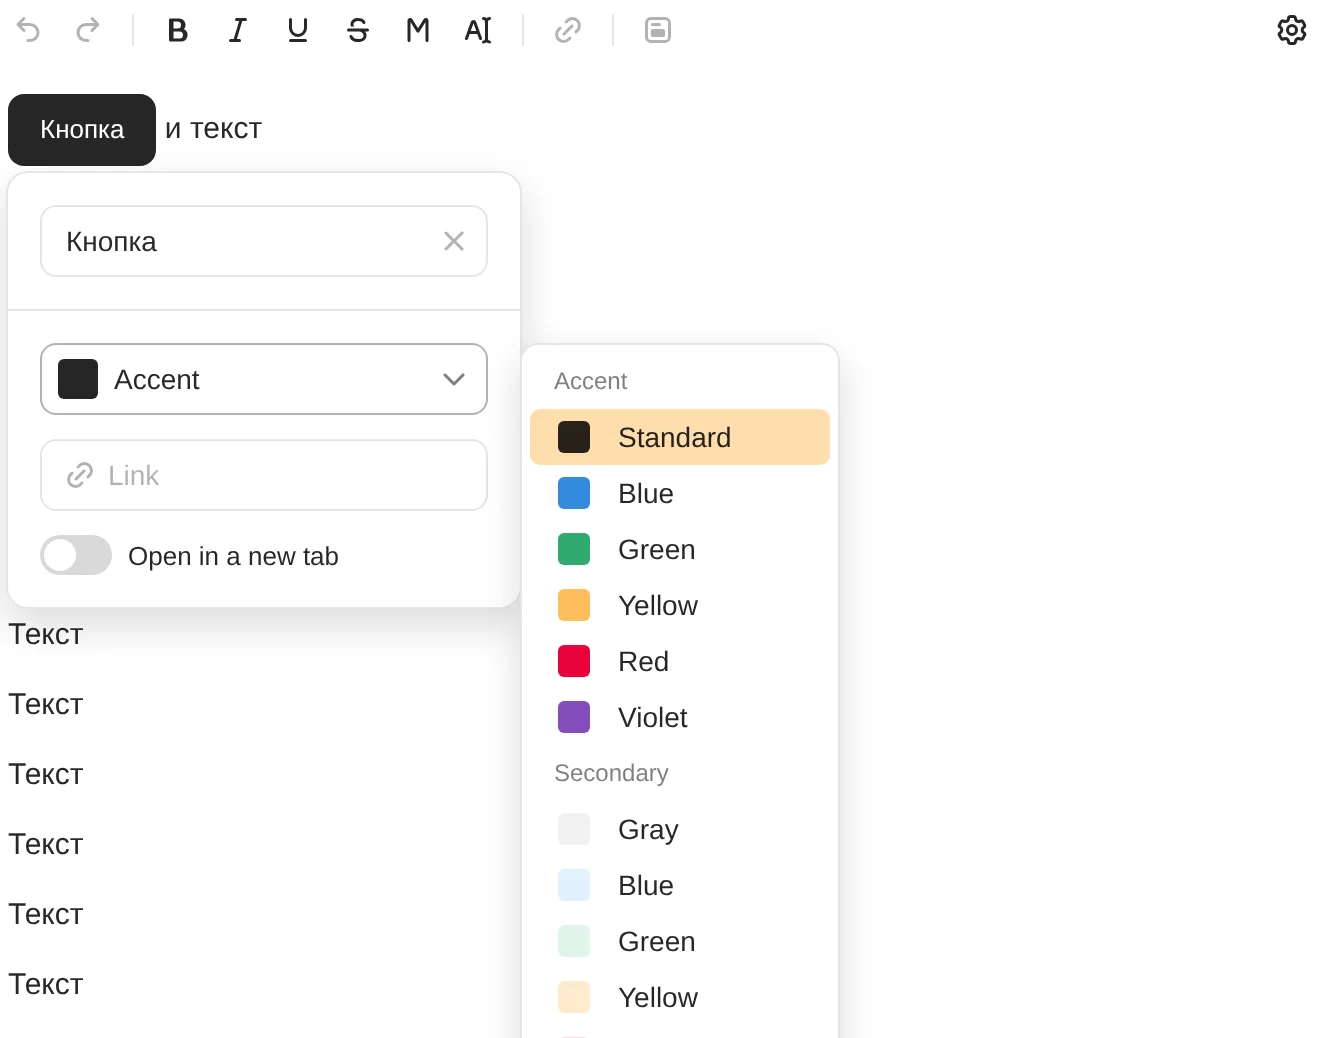 B I U S M A
Кнопка и текст
Кнопка
Accent
Link
Open in a new tab
Accent
Standard
Blue
Green
Yellow
Red
Violet
Secondary
Gray
Blue
Green
Yellow
Текст
Текст
Текст
Текст
Текст
Текст